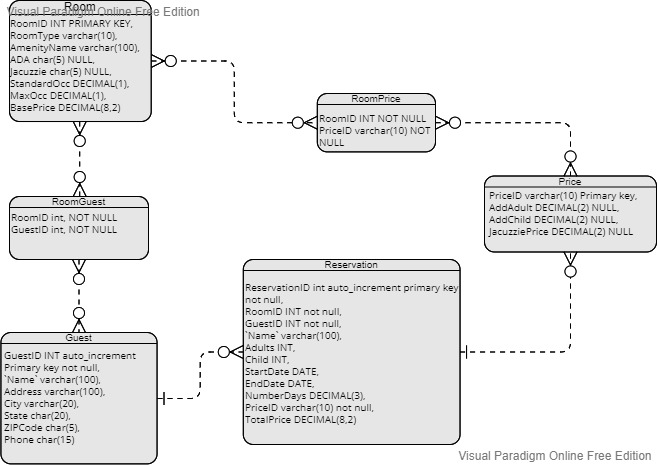 Visual Paradigm Online Free Edition
Room
RoomID INT PRIMARY KEY,
RoomType varchar(10),
AmenityName varchar(100),
ADA char(5) NULL,
Jacuzzie char(5) NULL,
StandardOcc DECIMAL(1),
MaxOcc DECIMAL(1),
BasePrice DECIMAL(8,2)
RoomPrice
RoomID INT NOT NULL
PriceID varchar(10) NOT
NULL
Price
PriceID varchar(10) Primary key,
AddAdult DECIMAL(2) NULL,
AddChild DECIMAL(2) NULL,
JacuzziePrice DECIMAL(2) NULL
RoomGuest
RoomID int, NOT NULL
GuestID int, NOT NULL
Reservation
ReservationID int auto_increment primary key
not null,
RoomID INT not null,
GuestID INT not null,
`Name` varchar(100),
Adults INT,
Child INT,
StartDate DATE,
EndDate DATE,
NumberDays DECIMAL(3),
PriceID varchar(10) not null,
TotalPrice DECIMAL(8,2)
Guest
GuestID INT auto_increment
Primary key not null,
`Name` varchar(100),
Address varchar(100),
City varchar(20),
State char(20),
ZIPCode char(5),
Phone char(15)
Visual Paradigm Online Free Edition